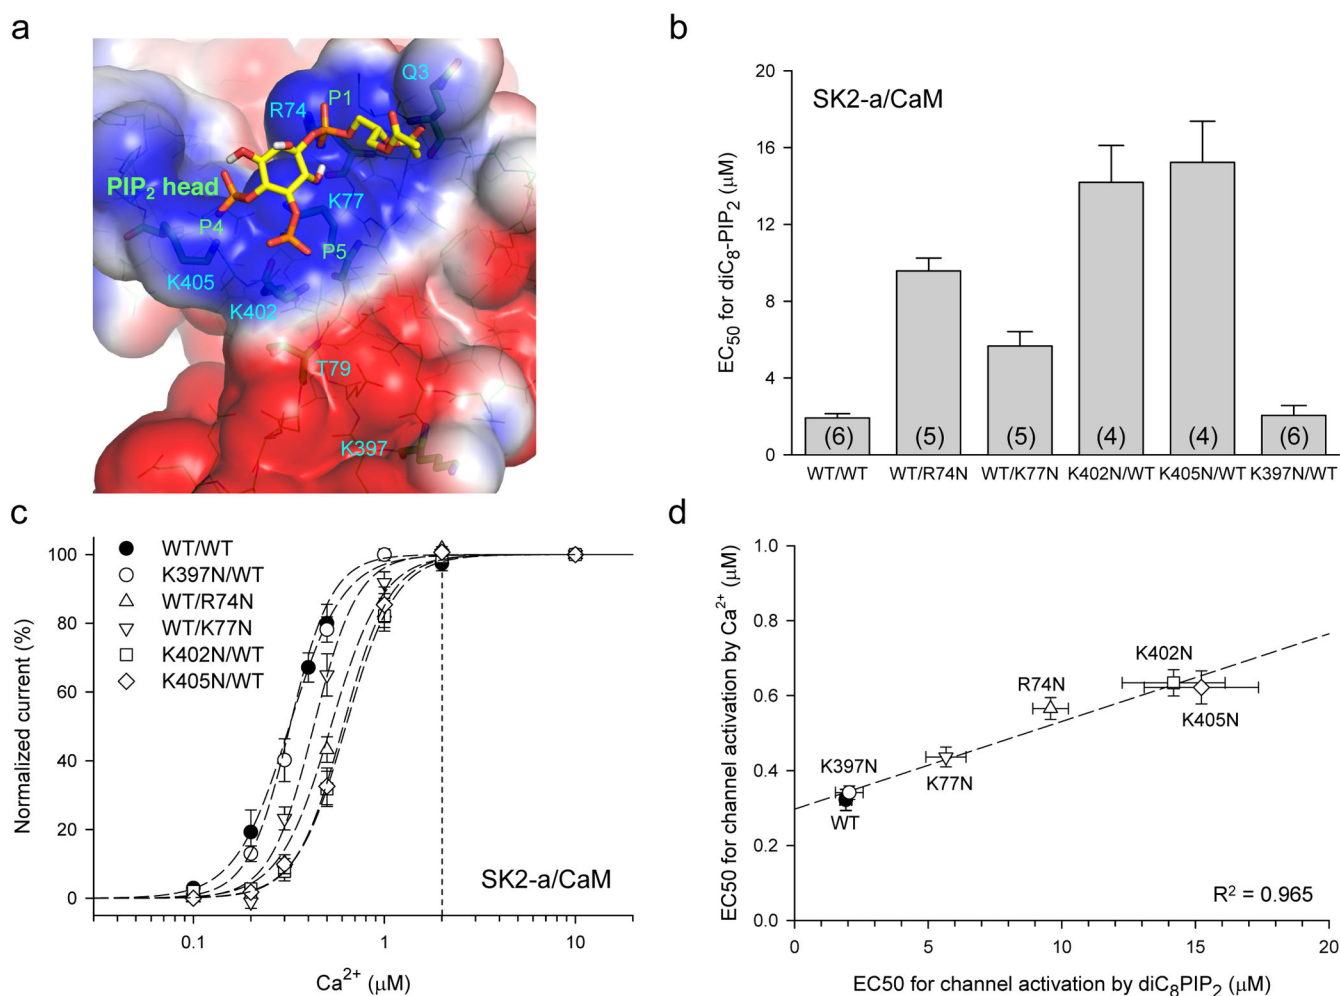 a
Q3
R74
P1
PIP2 head
K77
P4
P5
K405
K402
T79
K397
b
SK2-a/CaM
EC50 for diC8-PIP2 (μM)
20
16
12
8
4
0
(6)
(5)
(5)
(4)
(4)
(6)
WT/WT
WT/R74N
WT/K77N
K402N/WT
K405N/WT
K397N/WT
c
WT/WT
K397N/WT
WT/R74N
WT/K77N
K402N/WT
K405N/WT
Normalized current (%)
100
80
60
40
20
0
SK2-a/CaM
0.1
1
10
Ca2+ (μM)
d
EC50 for channel activation by Ca2+ (μM)
1.0
0.8
0.6
0.4
0.2
0.0
K402N
R74N
K405N
K397N
K77N
WT
R2 = 0.965
0
5
10
15
20
EC50 for channel activation by diC8PIP2 (μM)